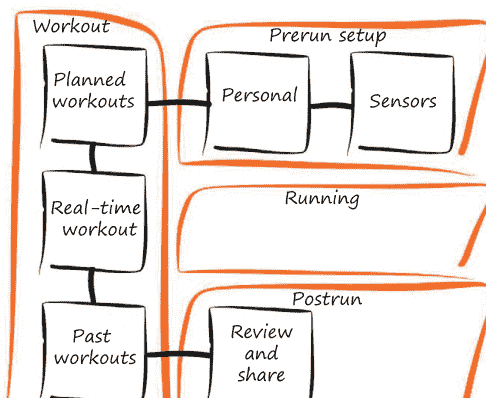 Workout
Prerun setup
Planned
workouts
Personal
Sensors
Real-time
workout
Running
Postrun
Past
workouts
Review
and
share